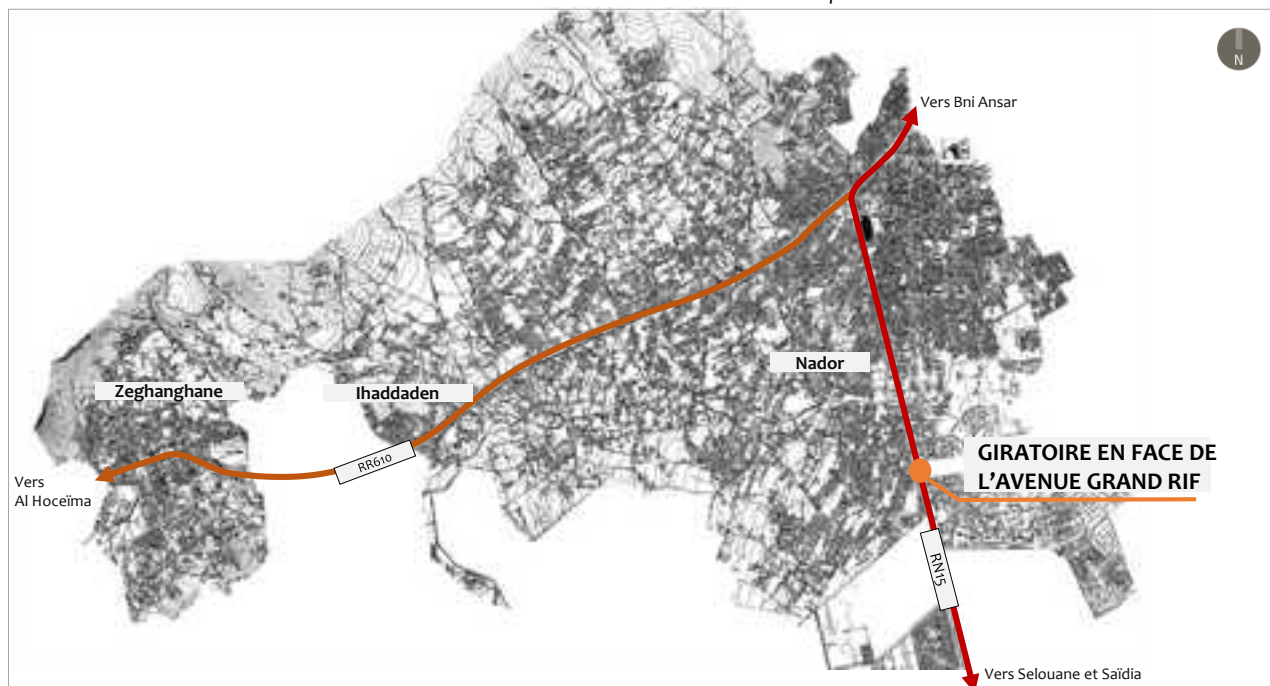 N
Vers Bni Ansar
Nador
Zeghanghane
Ihaddaden
GIRATOIRE EN FACE DE
L'AVENUE GRAND RIF
RR610
Vers
Al Hoceïma
RN15
Vers Selouane et Saïdia